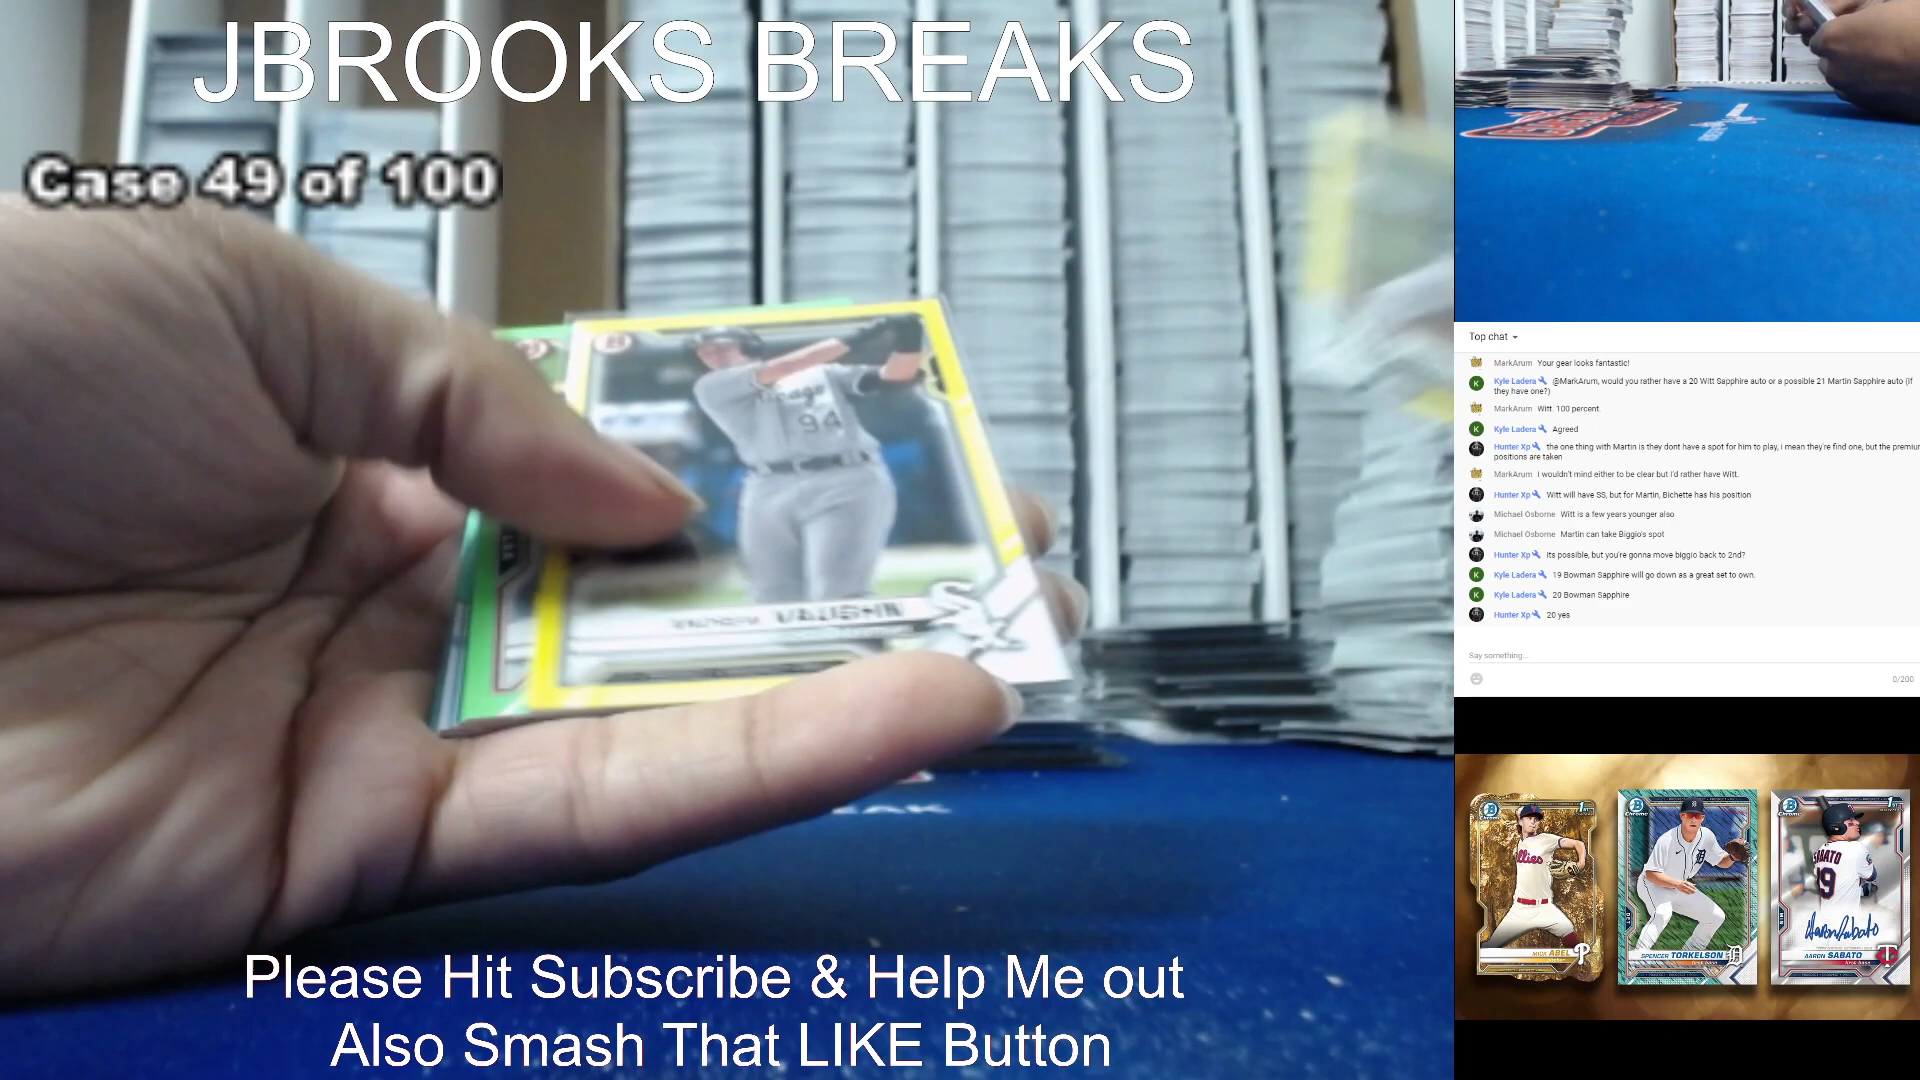 JBROOKS BREAKS
Case 49 of 100
Chicago
94
VAUGHN
Please Hit Subscribe & Help Me out
Also Smash That LIKE Button
Top chat
MarkArum Your gear looks fantastic!
K Kyle Ladera @MarkArum, would you rather have a 20 Witt Sapphire auto or a possible 21 Martin Sapphire auto (if
they have one?)
MarkArum Witt. 100 percent.
K Kyle Ladera Agreed
Hunter Xp the one thing with Martin is they dont have a spot for him to play, i mean they're find one, but the premiur
positions are taken
MarkArum I wouldn't mind either to be clear but I'd rather have Witt.
Hunter Xp Witt will have SS, but for Martin, Bichette has his position
Michael Osborne Witt is a few years younger also
Michael Osborne Martin can take Biggio's spot
Hunter Xp Its possible, but you're gonna move biggio back to 2nd?
K Kyle Ladera 19 Bowman Sapphire will go down as a great set to own.
K Kyle Ladera 20 Bowman Sapphire
Hunter Xp 20 yes
Say something...
0/200
MICK ABEL
SPENCER TORKELSON
SABATO
19
AARON SABATO